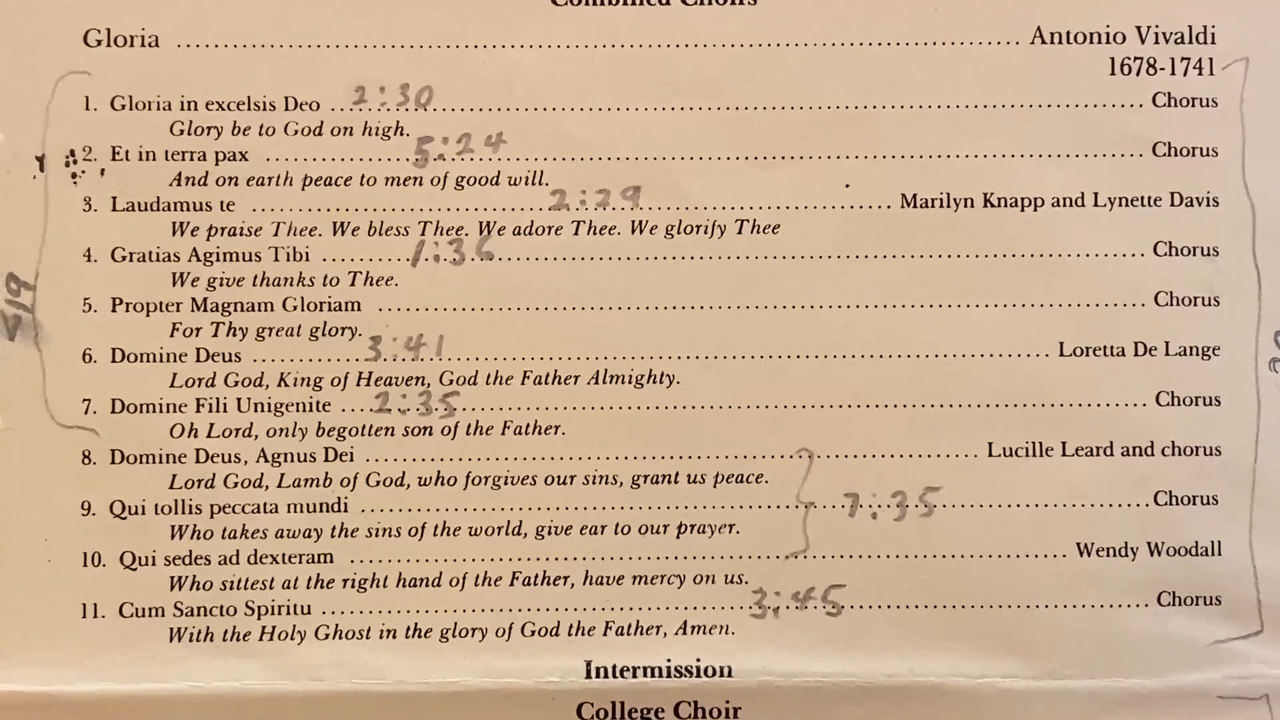 Combined Choirs
Gloria ........ Antonio Vivaldi
1678-1741
1. Gloria in excelsis Deo ... 2:30 ........ Chorus
Glory be to God on high.
2. Et in terra pax ........ 5:24 ........ Chorus
And on earth peace to men of good will.
3. Laudamus te ........ 2:29 ........ Marilyn Knapp and Lynette Davis
We praise Thee. We bless Thee. We adore Thee. We glorify Thee
4. Gratias Agimus Tibi ........ 1:36 ........ Chorus
We give thanks to Thee.
5. Propter Magnam Gloriam ........ Chorus
For Thy great glory.
6. Domine Deus ........ 3:41 ........ Loretta De Lange
Lord God, King of Heaven, God the Father Almighty.
7. Domine Fili Unigenite .... 2:35 ........ Chorus
Oh Lord, only begotten son of the Father.
8. Domine Deus, Agnus Dei ........ Lucille Leard and chorus
Lord God, Lamb of God, who forgives our sins, grant us peace.
9. Qui tollis peccata mundi ........ 7:35 ........ Chorus
Who takes away the sins of the world, give ear to our prayer.
10. Qui sedes ad dexteram ........ Wendy Woodall
Who sittest at the right hand of the Father, have mercy on us.
11. Cum Sancto Spiritu ........ 3:45 ........ Chorus
With the Holy Ghost in the glory of God the Father, Amen.
Intermission
College Choir